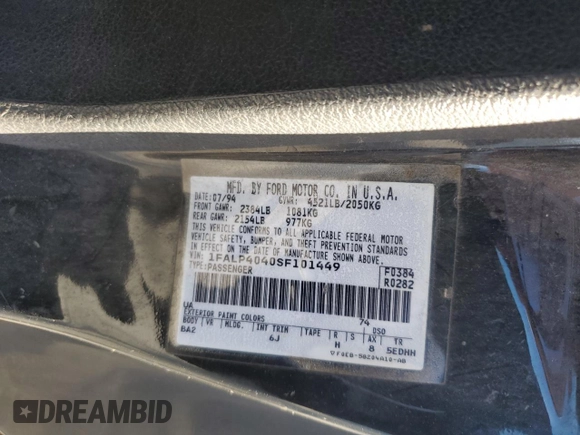 MFD. BY FORD MOTOR CO. IN U.S.A.
DATE: 07/94 GVWR: 4521LB/2050KG
FRONT GAWR: 2384LB 1081KG
REAR GAWR: 2154LB 977KG
THIS VEHICLE CONFORMS TO ALL APPLICABLE FEDERAL MOTOR
VEHICLE SAFETY, BUMPER, AND THEFT PREVENTION STANDARDS
IN EFFECT ON THE DATE OF MANUFACTURE SHOWN ABOVE.
VIN: 1FALP4040SF101449
TYPE: PASSENGER
F0384
R0282
UA
EXTERIOR PAINT COLORS 74 DSO
BODY VR MLDG. INT TRIM TAPE R S AX YR
BA2 6J H 8 5EDHH
DREAMBID